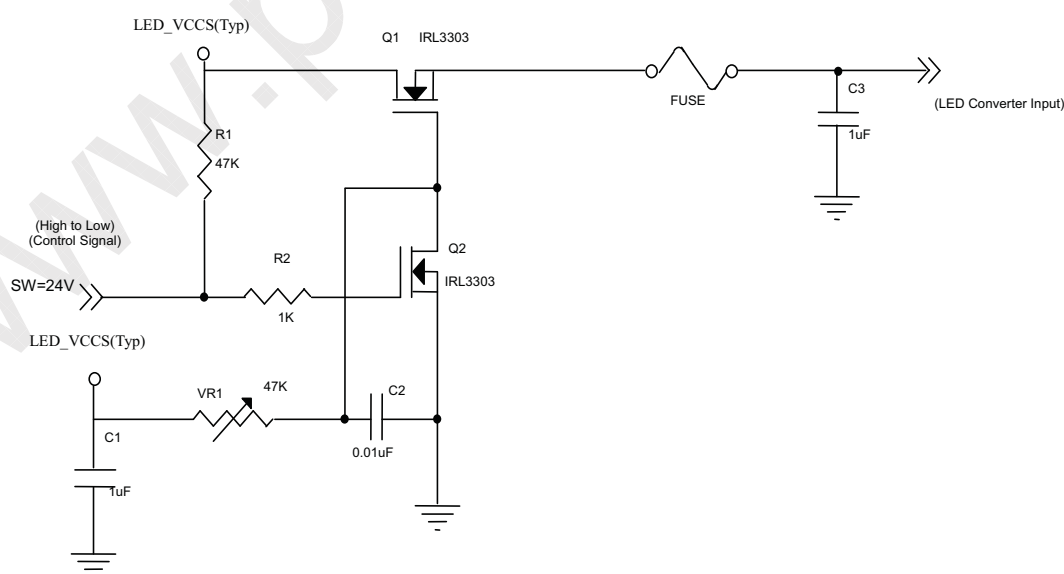 LED_VCCS(Typ)
Q1 IRL3303
FUSE
C3
(LED Converter Input)
1uF
R1
47K
(High to Low)
(Control Signal)
SW=24V
R2
1K
Q2
IRL3303
LED_VCCS(Typ)
VR1
47K
C2
0.01uF
C1
1uF
www.p